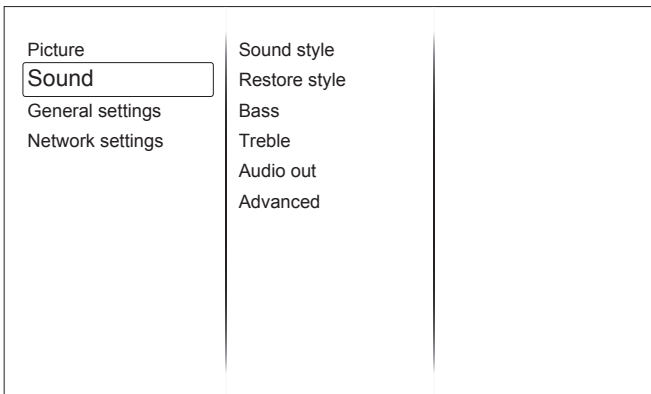 Picture
Sound
General settings
Network settings
Sound style
Restore style
Bass
Treble
Audio out
Advanced